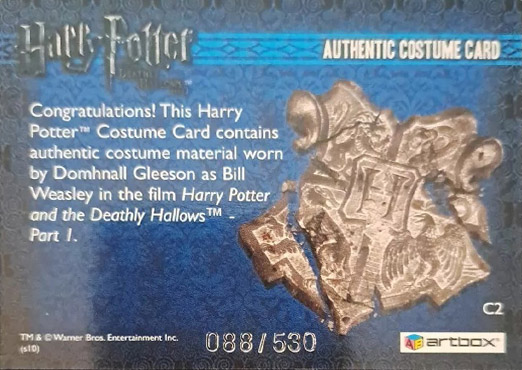 Harry Potter
AUTHENTIC COSTUME CARD
Congratulations! This Harry
Potter™ Costume Card contains
authentic costume material worn
by Domhnall Gleeson as Bill
Weasley in the film Harry Potter
and the Deathly Hallows™ -
Part 1.
H
C2
TM & © Warner Bros. Entertainment Inc.
(s10)
088/530
artbox